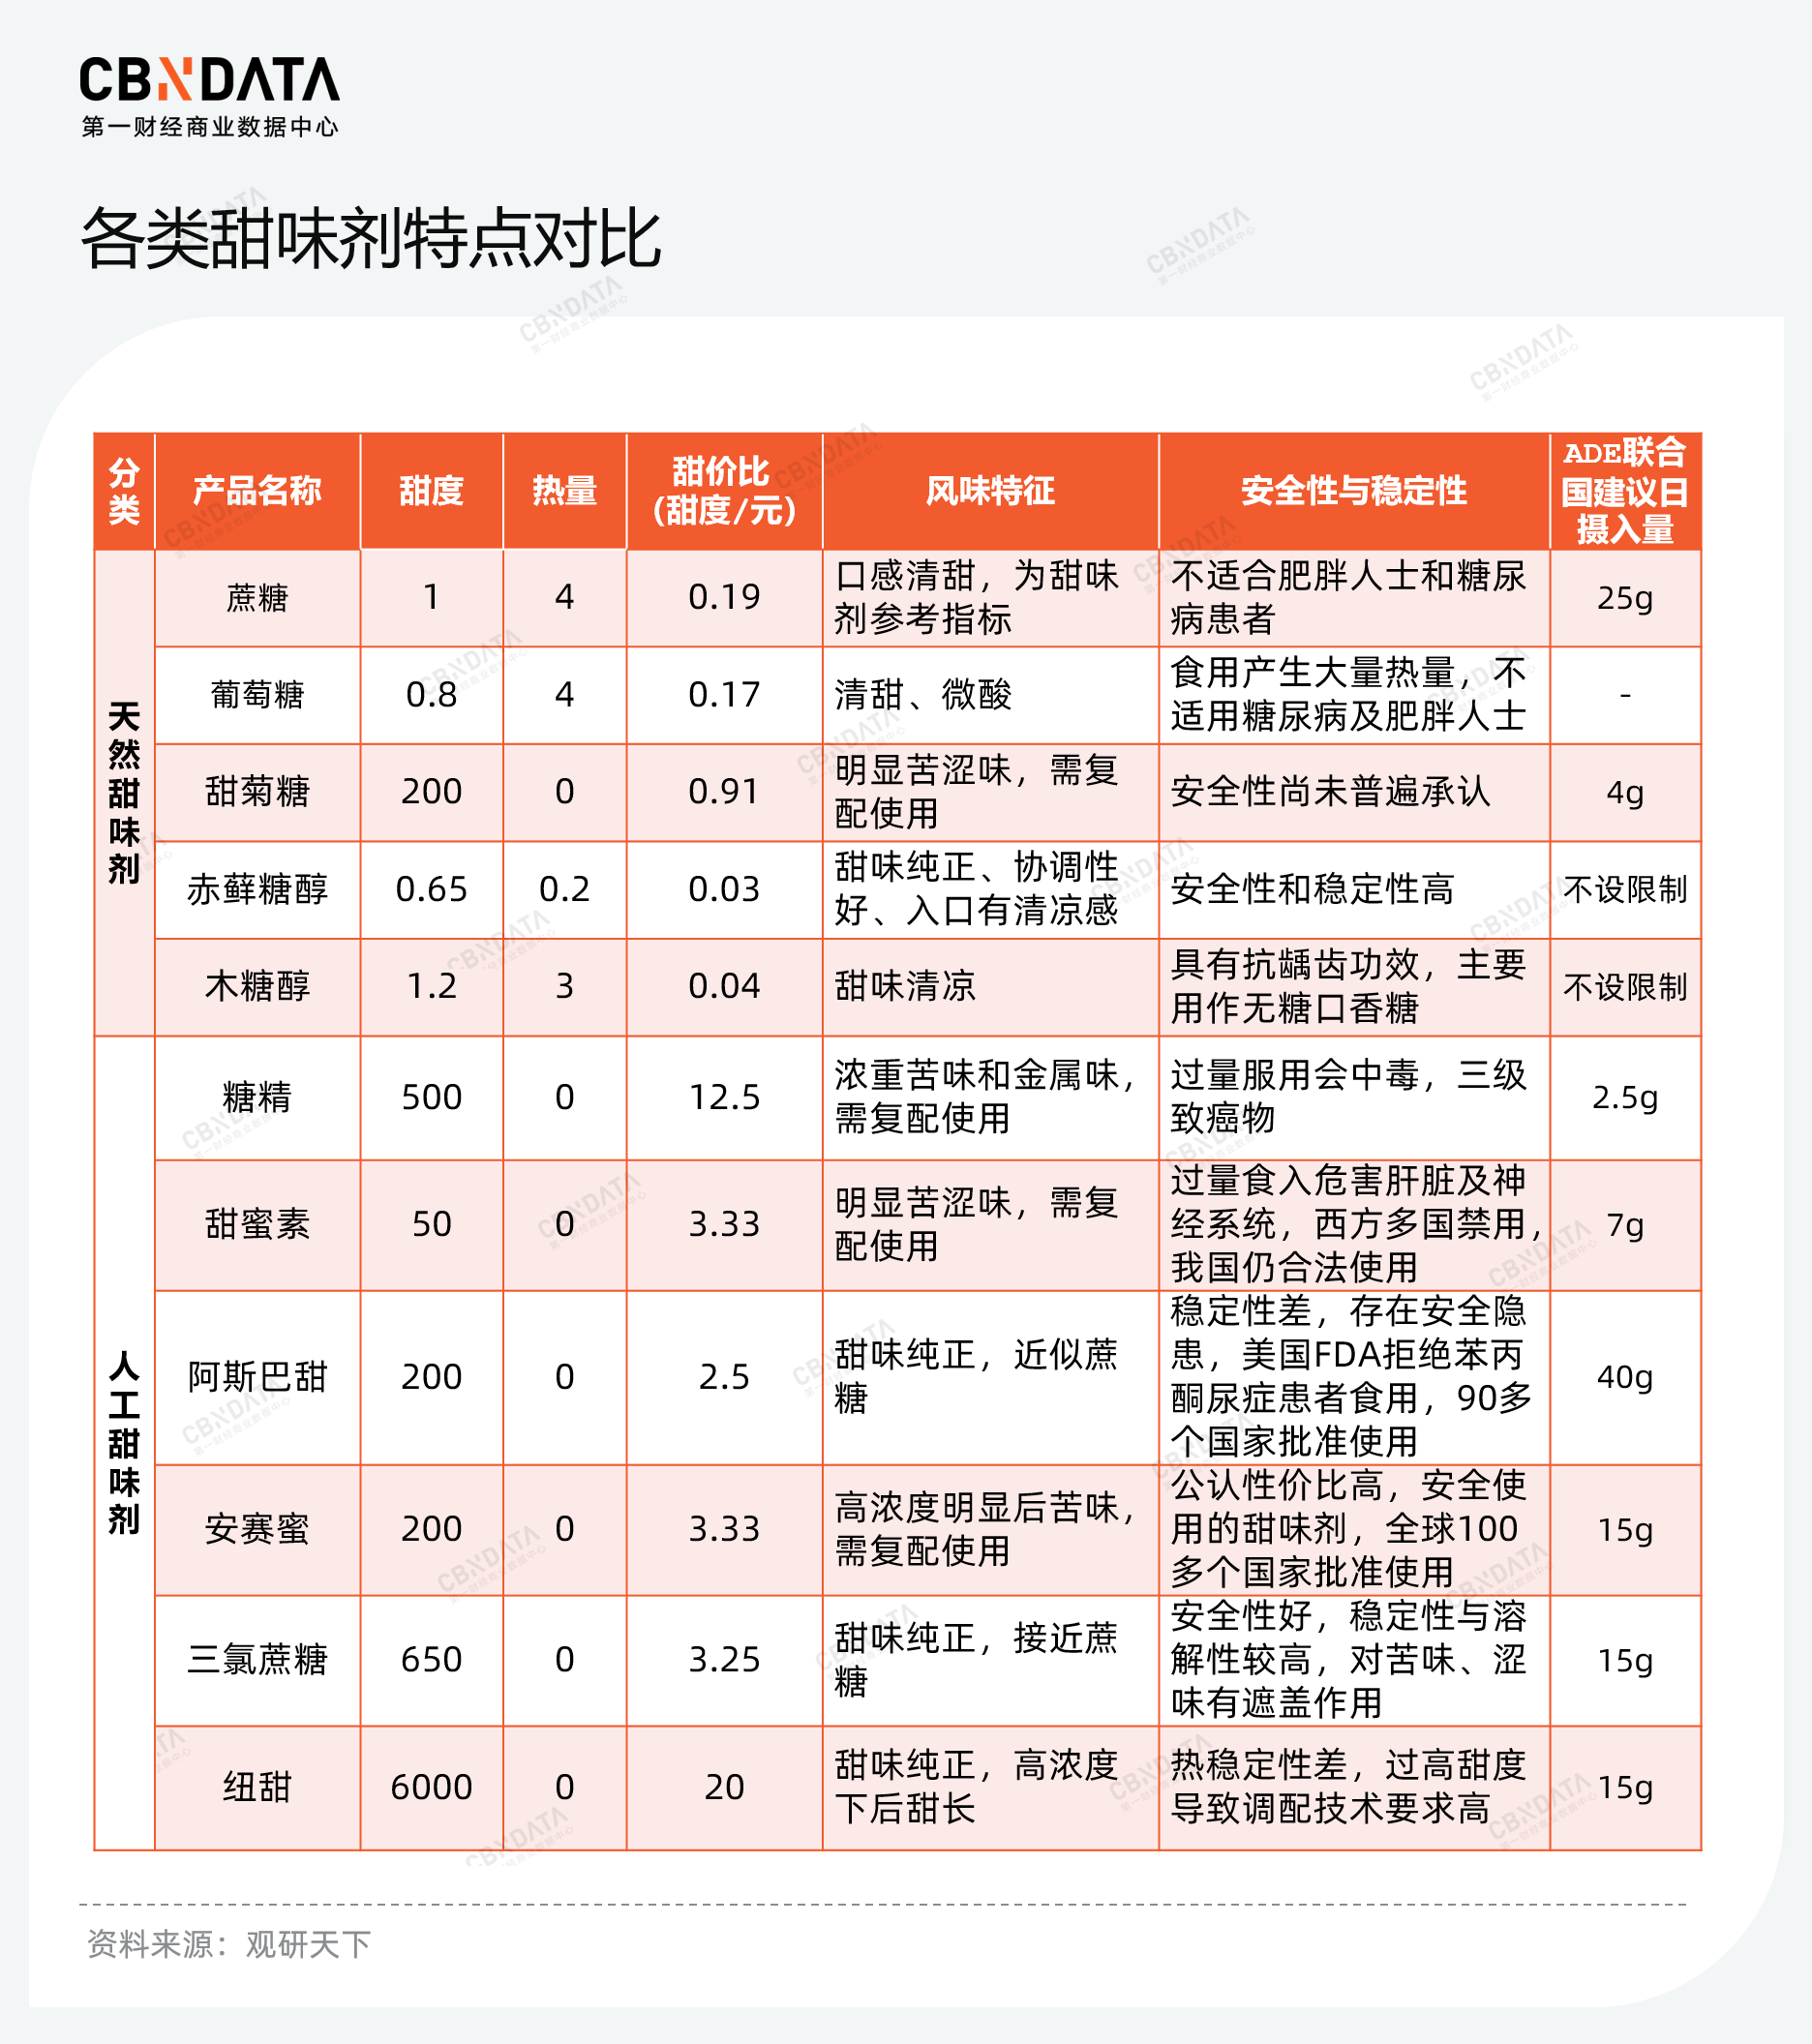 CBNDATA
第一财经商业数据中心
各类甜味剂特点对比
分类
产品名称
甜度
热量
甜价比
(甜度/元)
风味特征
安全性与稳定性
ADE联合
国建议日
摄入量
天然甜味剂
蔗糖
1
4
0.19
口感清甜，为甜味
剂参考指标
不适合肥胖人士和糖尿
病患者
25g
葡萄糖
0.8
4
0.17
清甜、微酸
食用产生大量热量，不
适用糖尿病及肥胖人士
-
甜菊糖
200
0
0.91
明显苦涩味，需复
配使用
安全性尚未普遍承认
4g
赤藓糖醇
0.65
0.2
0.03
甜味纯正、协调性
好、入口有清凉感
安全性和稳定性高
不设限制
木糖醇
1.2
3
0.04
甜味清凉
具有抗龋齿功效，主要
用作无糖口香糖
不设限制
人工甜味剂
糖精
500
0
12.5
浓重苦味和金属味，
需复配使用
过量服用会中毒，三级
致癌物
2.5g
甜蜜素
50
0
3.33
明显苦涩味，需复
配使用
过量食入危害肝脏及神
经系统，西方多国禁用，
我国仍合法使用
7g
阿斯巴甜
200
0
2.5
甜味纯正，近似蔗
糖
稳定性差，存在安全隐
患，美国FDA拒绝苯丙
酮尿症患者食用，90多
个国家批准使用
40g
安赛蜜
200
0
3.33
高浓度明显后苦味，
需复配使用
公认性价比高，安全使
用的甜味剂，全球100
多个国家批准使用
15g
三氯蔗糖
650
0
3.25
甜味纯正，接近蔗
糖
安全性好，稳定性与溶
解性较高，对苦味、涩
味有遮盖作用
15g
纽甜
6000
0
20
甜味纯正，高浓度
下后甜长
热稳定性差，过高甜度
导致调配技术要求高
15g
资料来源：观研天下